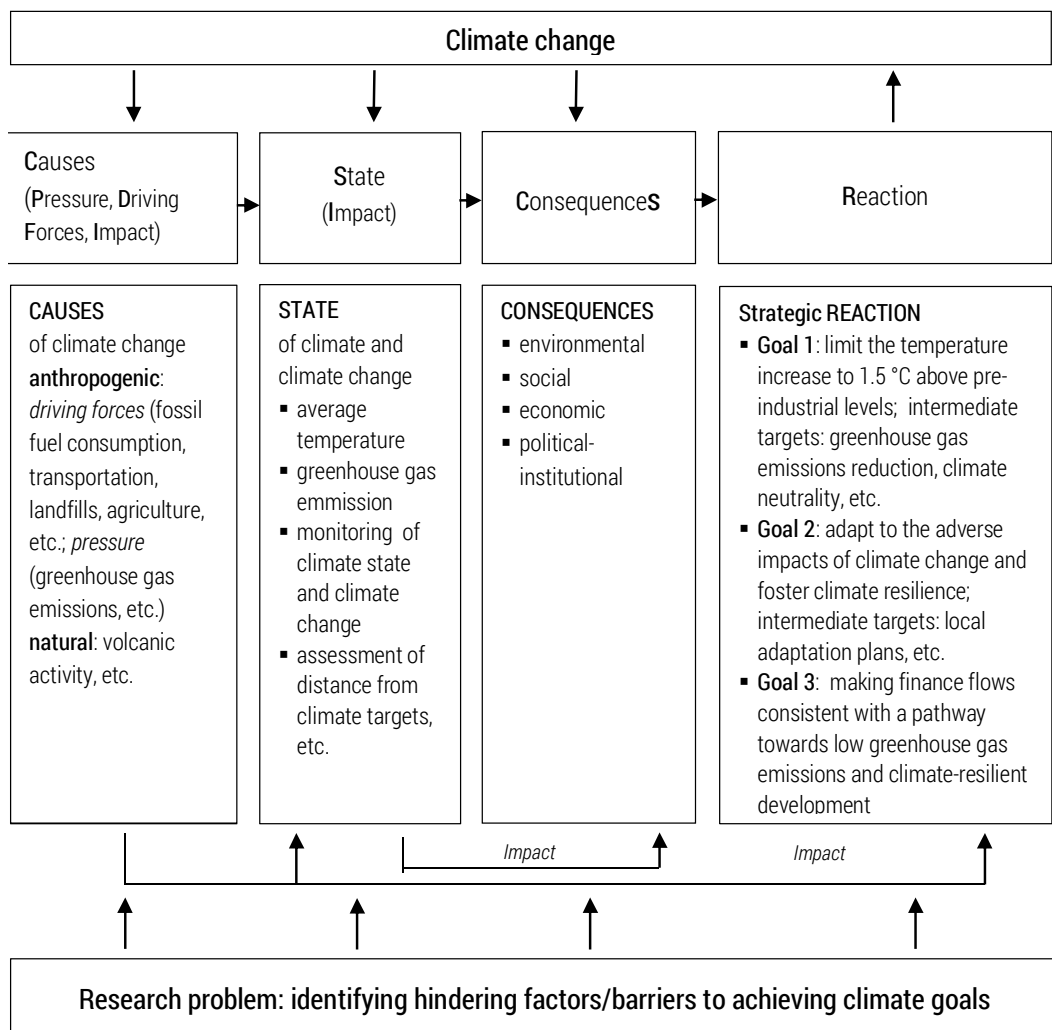 Climate change
Causes
(Pressure, Driving
Forces, Impact)
State
(Impact)
Consequences
Reaction
CAUSES
of climate change
anthropogenic:
driving forces (fossil
fuel consumption,
transportation,
landfills, agriculture,
etc.; pressure
(greenhouse gas
emissions, etc.)
natural: volcanic
activity, etc.
STATE
of climate and
climate change
▪ average
temperature
▪ greenhouse gas
emmission
▪ monitoring of
climate state
and climate
change
▪ assessment of
distance from
climate targets,
etc.
CONSEQUENCES
▪ environmental
▪ social
▪ economic
▪ political-
institutional
Strategic REACTION
▪ Goal 1: limit the temperature
increase to 1.5 °C above pre-
industrial levels; intermediate
targets: greenhouse gas
emissions reduction, climate
neutrality, etc.
▪ Goal 2: adapt to the adverse
impacts of climate change and
foster climate resilience;
intermediate targets: local
adaptation plans, etc.
▪ Goal 3: making finance flows
consistent with a pathway
towards low greenhouse gas
emissions and climate-resilient
development
Impact
Impact
Research problem: identifying hindering factors/barriers to achieving climate goals